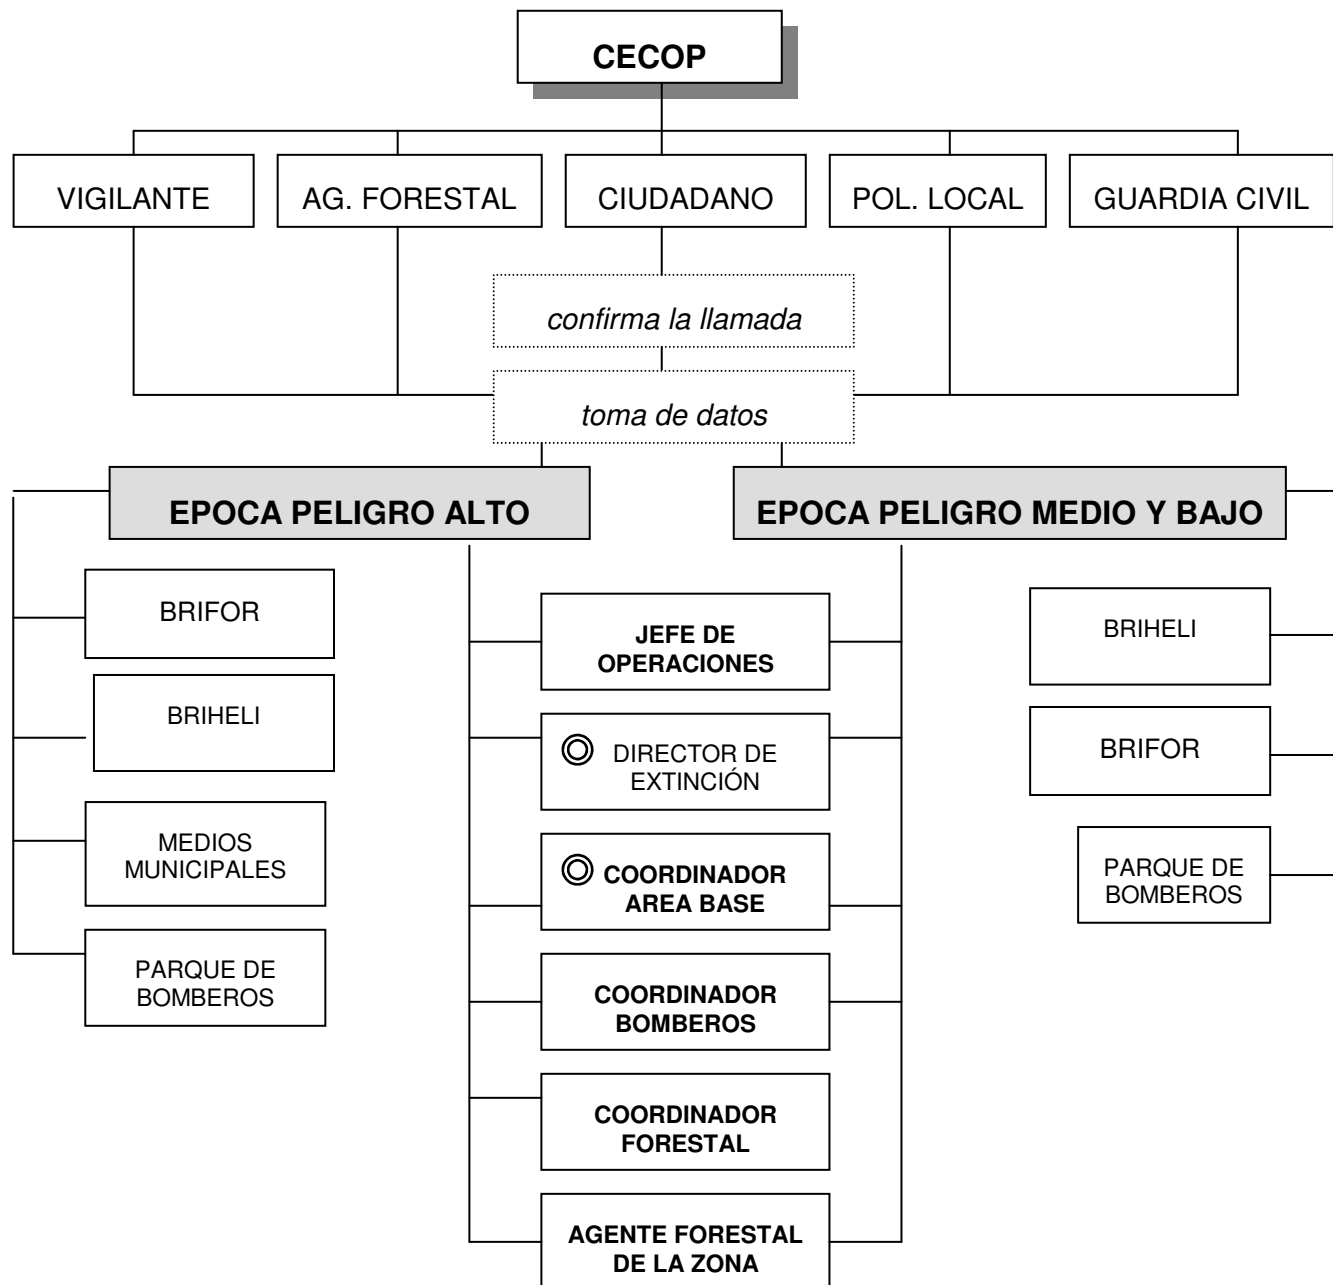 CECOP
VIGILANTE
AG. FORESTAL
CIUDADANO
POL. LOCAL
GUARDIA CIVIL
confirma la llamada
toma de datos
EPOCA PELIGRO ALTO
EPOCA PELIGRO MEDIO Y BAJO
BRIFOR
BRIHELI
MEDIOS
MUNICIPALES
PARQUE DE
BOMBEROS
JEFE DE
OPERACIONES
DIRECTOR DE
EXTINCIÓN
COORDINADOR
AREA BASE
COORDINADOR
BOMBEROS
COORDINADOR
FORESTAL
AGENTE FORESTAL
DE LA ZONA
BRIHELI
BRIFOR
PARQUE DE
BOMBEROS